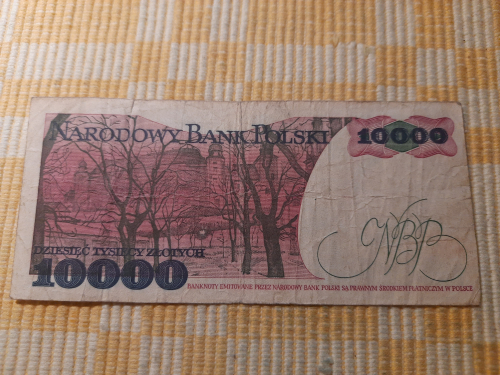 NARODOWY BANK POLSKI
10000
NBP
DZIESIĘĆ TYSIĘCY ZŁOTYCH
10000
BANKNOTY EMITOWANE PRZEZ NARODOWY BANK POLSKI SĄ PRAWNYM ŚRODKIEM PŁATNICZYM W POLSCE